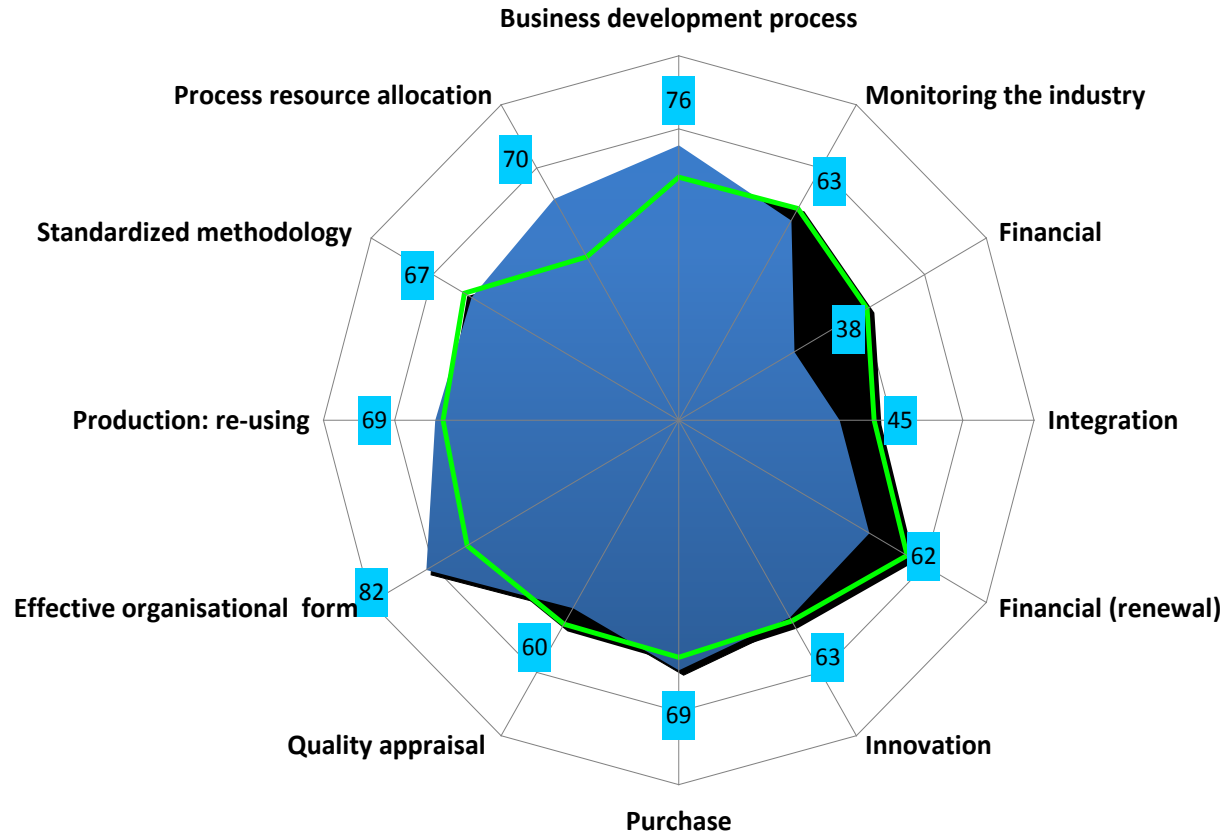 Business development process
76
Process resource allocation
Monitoring the industry
70
63
Standardized methodology
Financial
67
38
Production: re-using
69
45
Integration
62
82
Effective organisational  form
Financial (renewal)
60
63
Quality appraisal
69
Innovation
Purchase